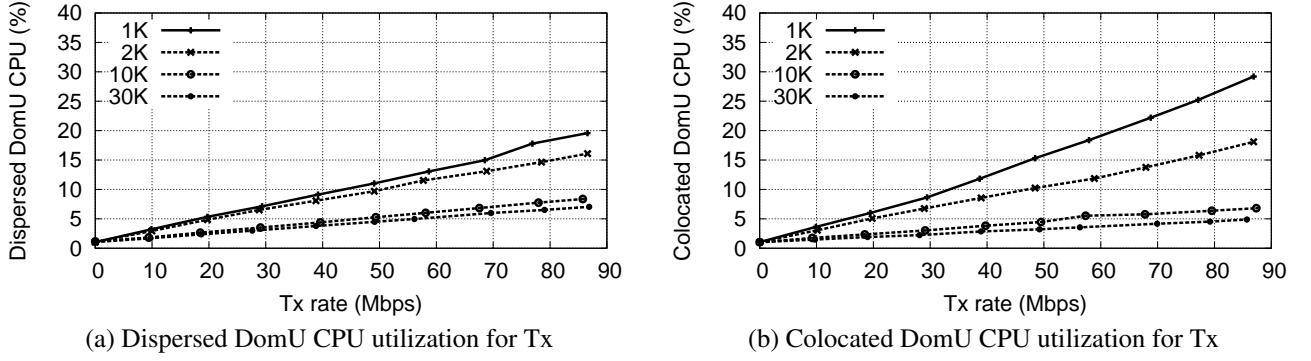 Dispersed DomU CPU (%)
40
35
30
25
20
15
10
5
0
1K
2K
10K
30K
0 10 20 30 40 50 60 70 80 90
Tx rate (Mbps)
(a) Dispersed DomU CPU utilization for Tx
Colocated DomU CPU (%)
40
35
30
25
20
15
10
5
0
1K
2K
10K
30K
0 10 20 30 40 50 60 70 80 90
Tx rate (Mbps)
(b) Colocated DomU CPU utilization for Tx